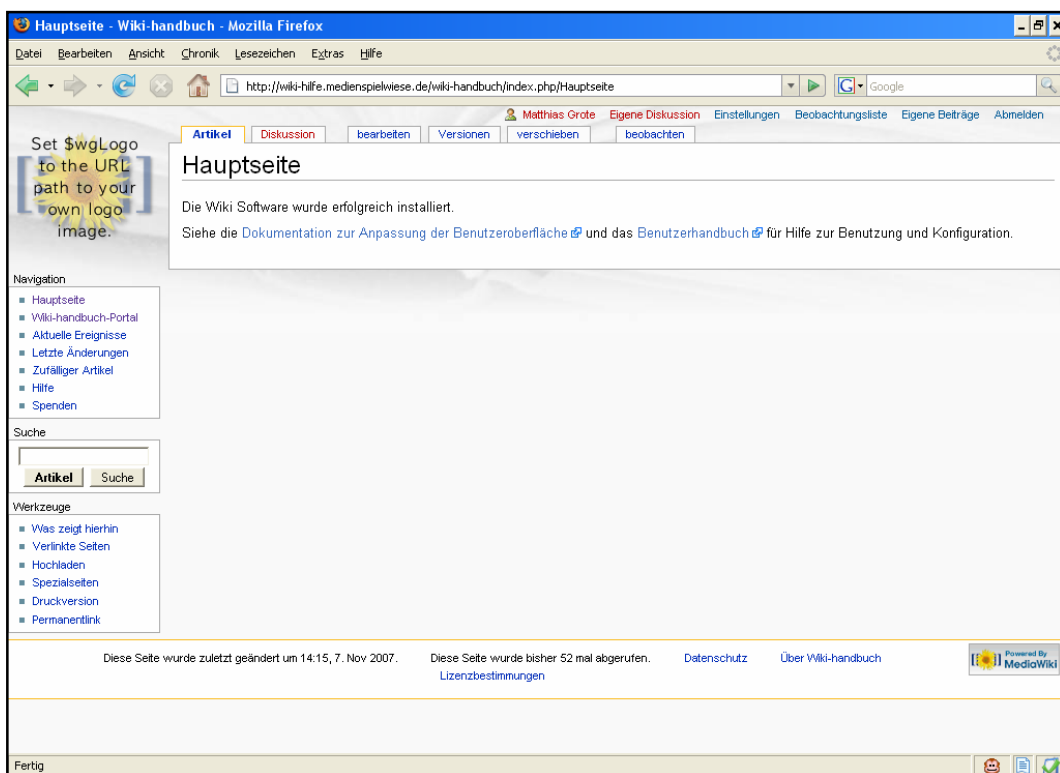 Hauptseite - Wiki-handbuch - Mozilla Firefox
Datei Bearbeiten Ansicht Chronik Lesezeichen Extras Hilfe
http://wiki-hilfe.medienspielwiese.de/wiki-handbuch/index.php/Hauptseite
G Google
Matthias Grote Eigene Diskussion Einstellungen Beobachtungsliste Eigene Beiträge Abmelden
Artikel Diskussion bearbeiten Versionen verschieben beobachten
Set $wgLogo
to the URL
path to your
own logo
image.
Hauptseite
Die Wiki Software wurde erfolgreich installiert.
Siehe die Dokumentation zur Anpassung der Benutzeroberfläche und das Benutzerhandbuch für Hilfe zur Benutzung und Konfiguration.
Navigation
Hauptseite
Wiki-handbuch-Portal
Aktuelle Ereignisse
Letzte Änderungen
Zufälliger Artikel
Hilfe
Spenden
Suche
Artikel Suche
Werkzeuge
Was zeigt hierhin
Verlinkte Seiten
Hochladen
Spezialseiten
Druckversion
Permanentlink
Diese Seite wurde zuletzt geändert um 14:15, 7. Nov 2007. Diese Seite wurde bisher 52 mal abgerufen. Datenschutz Über Wiki-handbuch
Lizenzbestimmungen
Powered By
MediaWiki
Fertig